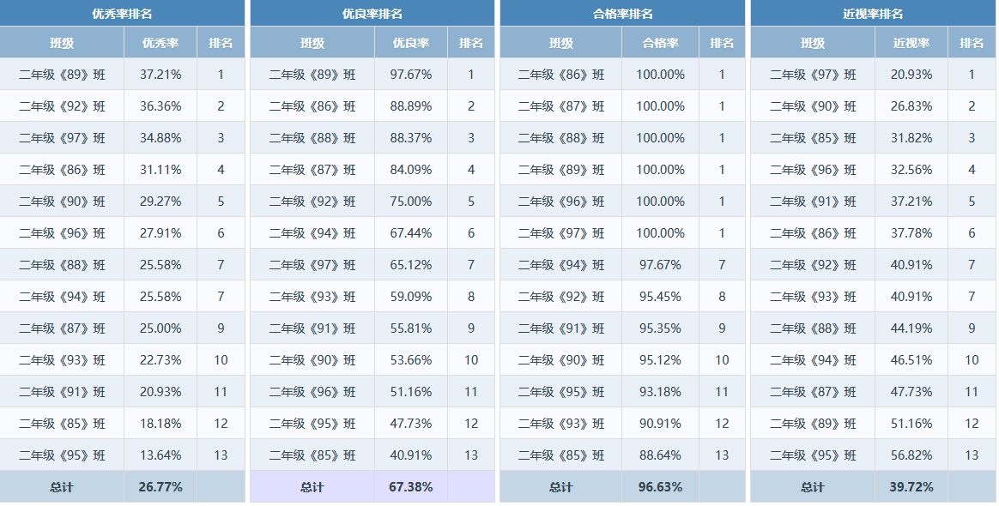 优秀率排名 优良率排名 合格率排名 近视率排名
班级 优秀率 排名 班级 优良率 排名 班级 合格率 排名 班级 近视率 排名
二年级《89》班 37.21% 1 二年级《89》班 97.67% 1 二年级《86》班 100.00% 1 二年级《97》班 20.93% 1
二年级《92》班 36.36% 2 二年级《86》班 88.89% 2 二年级《87》班 100.00% 1 二年级《90》班 26.83% 2
二年级《97》班 34.88% 3 二年级《88》班 88.37% 3 二年级《88》班 100.00% 1 二年级《85》班 31.82% 3
二年级《86》班 31.11% 4 二年级《87》班 84.09% 4 二年级《89》班 100.00% 1 二年级《96》班 32.56% 4
二年级《90》班 29.27% 5 二年级《92》班 75.00% 5 二年级《96》班 100.00% 1 二年级《91》班 37.21% 5
二年级《96》班 27.91% 6 二年级《94》班 67.44% 6 二年级《97》班 100.00% 1 二年级《86》班 37.78% 6
二年级《88》班 25.58% 7 二年级《97》班 65.12% 7 二年级《94》班 97.67% 7 二年级《92》班 40.91% 7
二年级《94》班 25.58% 7 二年级《93》班 59.09% 8 二年级《92》班 95.45% 8 二年级《93》班 40.91% 7
二年级《87》班 25.00% 9 二年级《91》班 55.81% 9 二年级《91》班 95.35% 9 二年级《88》班 44.19% 9
二年级《93》班 22.73% 10 二年级《90》班 53.66% 10 二年级《90》班 95.12% 10 二年级《94》班 46.51% 10
二年级《91》班 20.93% 11 二年级《96》班 51.16% 11 二年级《95》班 93.18% 11 二年级《87》班 47.73% 11
二年级《85》班 18.18% 12 二年级《95》班 47.73% 12 二年级《93》班 90.91% 12 二年级《89》班 51.16% 12
二年级《95》班 13.64% 13 二年级《85》班 40.91% 13 二年级《85》班 88.64% 13 二年级《95》班 56.82% 13
总计 26.77% 总计 67.38% 总计 96.63% 总计 39.72%